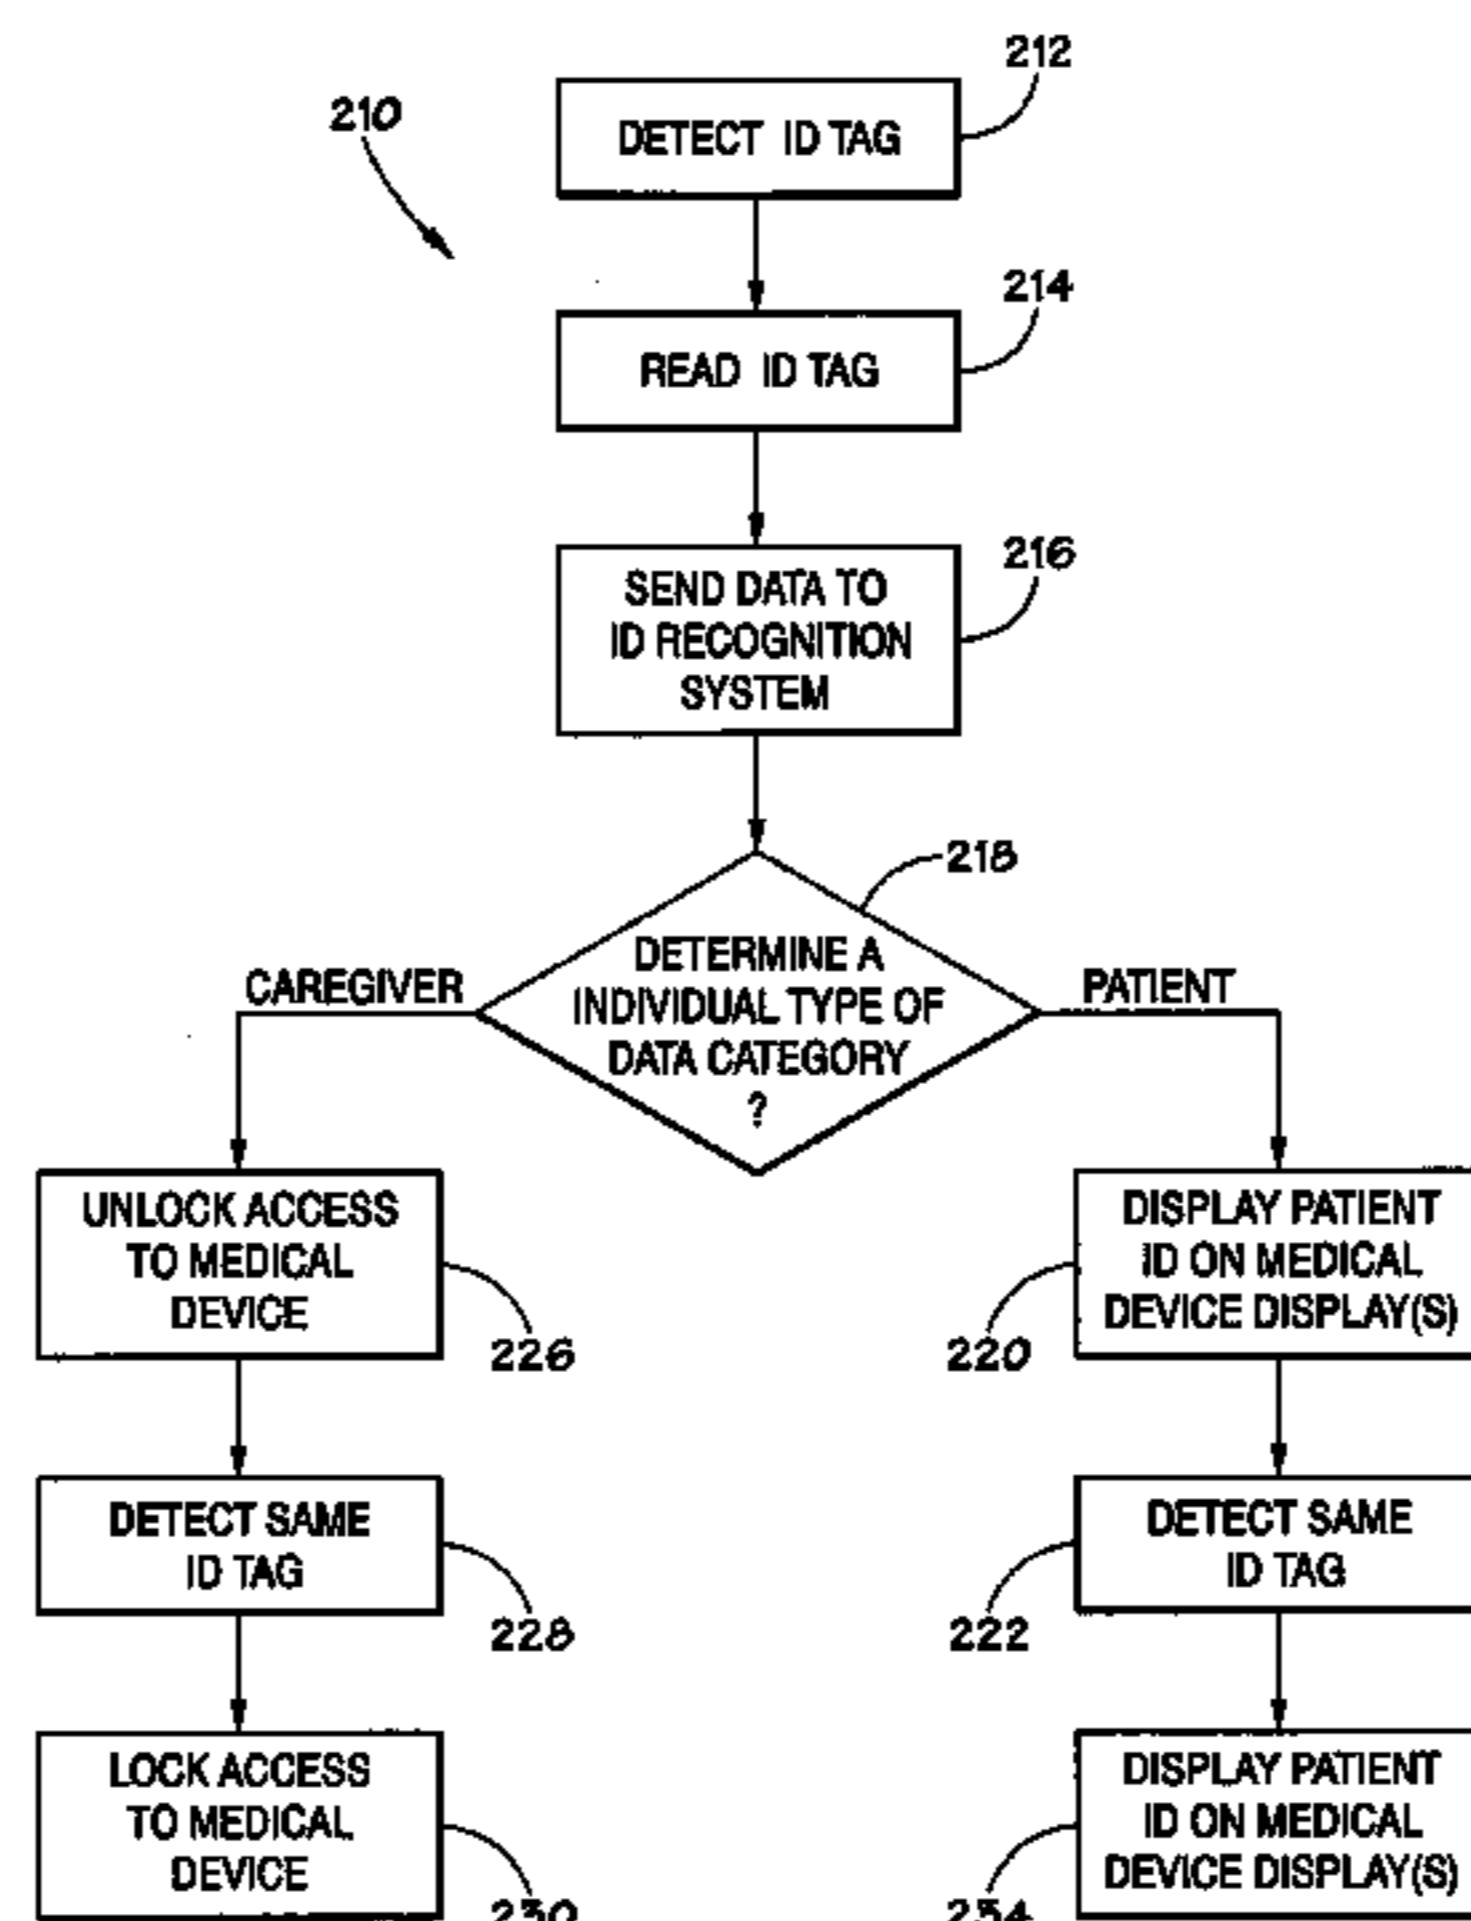 212
210
DETECT ID TAG
214
READ ID TAG
216
SEND DATA TO
ID RECOGNITION
SYSTEM
218
DETERMINE A
INDIVIDUAL TYPE OF
DATA CATEGORY
?
CAREGIVER
PATIENT
UNLOCK ACCESS
TO MEDICAL
DEVICE
226
DISPLAY PATIENT
ID ON MEDICAL
DEVICE DISPLAY(S)
220
DETECT SAME
ID TAG
228
DETECT SAME
ID TAG
222
LOCK ACCESS
TO MEDICAL
DEVICE
230
DISPLAY PATIENT
ID ON MEDICAL
DEVICE DISPLAY(S)
234